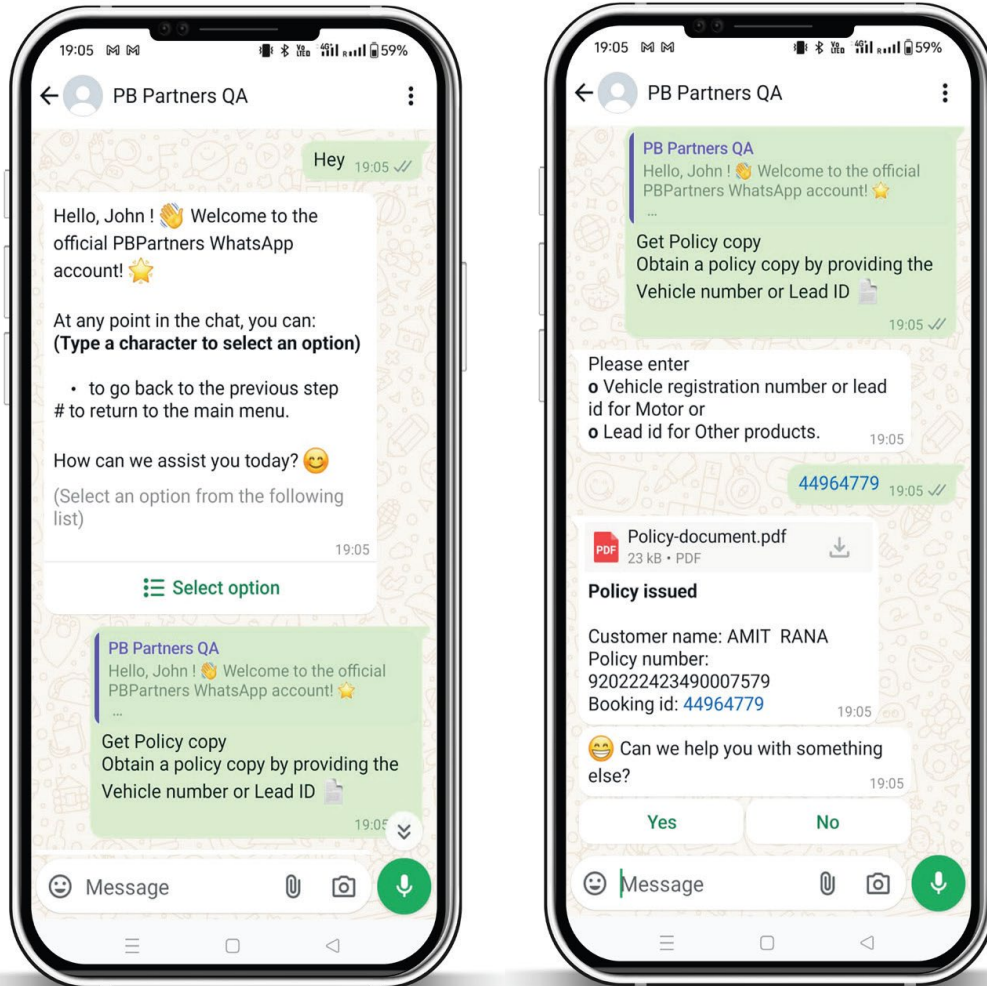 19:05
59%
PB Partners QA
Hey 19:05
Hello, John ! 👋 Welcome to the
official PBPartners WhatsApp
account! 🌟
At any point in the chat, you can:
(Type a character to select an option)
• to go back to the previous step
# to return to the main menu.
How can we assist you today? 😊
(Select an option from the following
list)
19:05
Select option
PB Partners QA
Hello, John ! 👋 Welcome to the official
PBPartners WhatsApp account! 🌟
...
Get Policy copy
Obtain a policy copy by providing the
Vehicle number or Lead ID 📄
19:05
Message
19:05
59%
PB Partners QA
PB Partners QA
Hello, John ! 👋 Welcome to the official
PBPartners WhatsApp account! 🌟
...
Get Policy copy
Obtain a policy copy by providing the
Vehicle number or Lead ID 📄
19:05
Please enter
o Vehicle registration number or lead
id for Motor or
o Lead id for Other products.
19:05
44964779 19:05
PDF
Policy-document.pdf
23 kB • PDF
Policy issued
Customer name: AMIT RANA
Policy number:
920222423490007579
Booking id: 44964779
19:05
😁 Can we help you with something
else?
19:05
Yes
No
Message